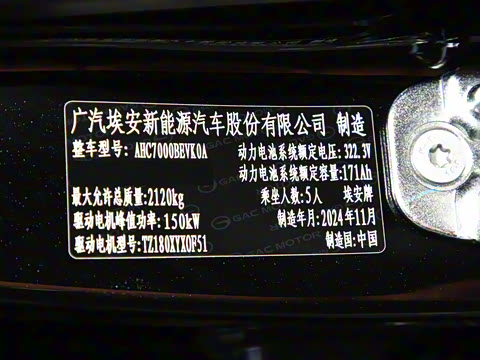 广汽埃安新能源汽车股份有限公司 制造
整车型号: AHC7000BEVK0A 动力电池系统额定电压: 322.3V
动力电池系统额定容量: 171Ah
最大允许总质量: 2120kg 乘坐人数: 5人 埃安牌
驱动电机峰值功率: 150kW 制造年月: 2024年11月
驱动电机型号: TZ180XYX0F51 制造国: 中国
GAC MOTOR